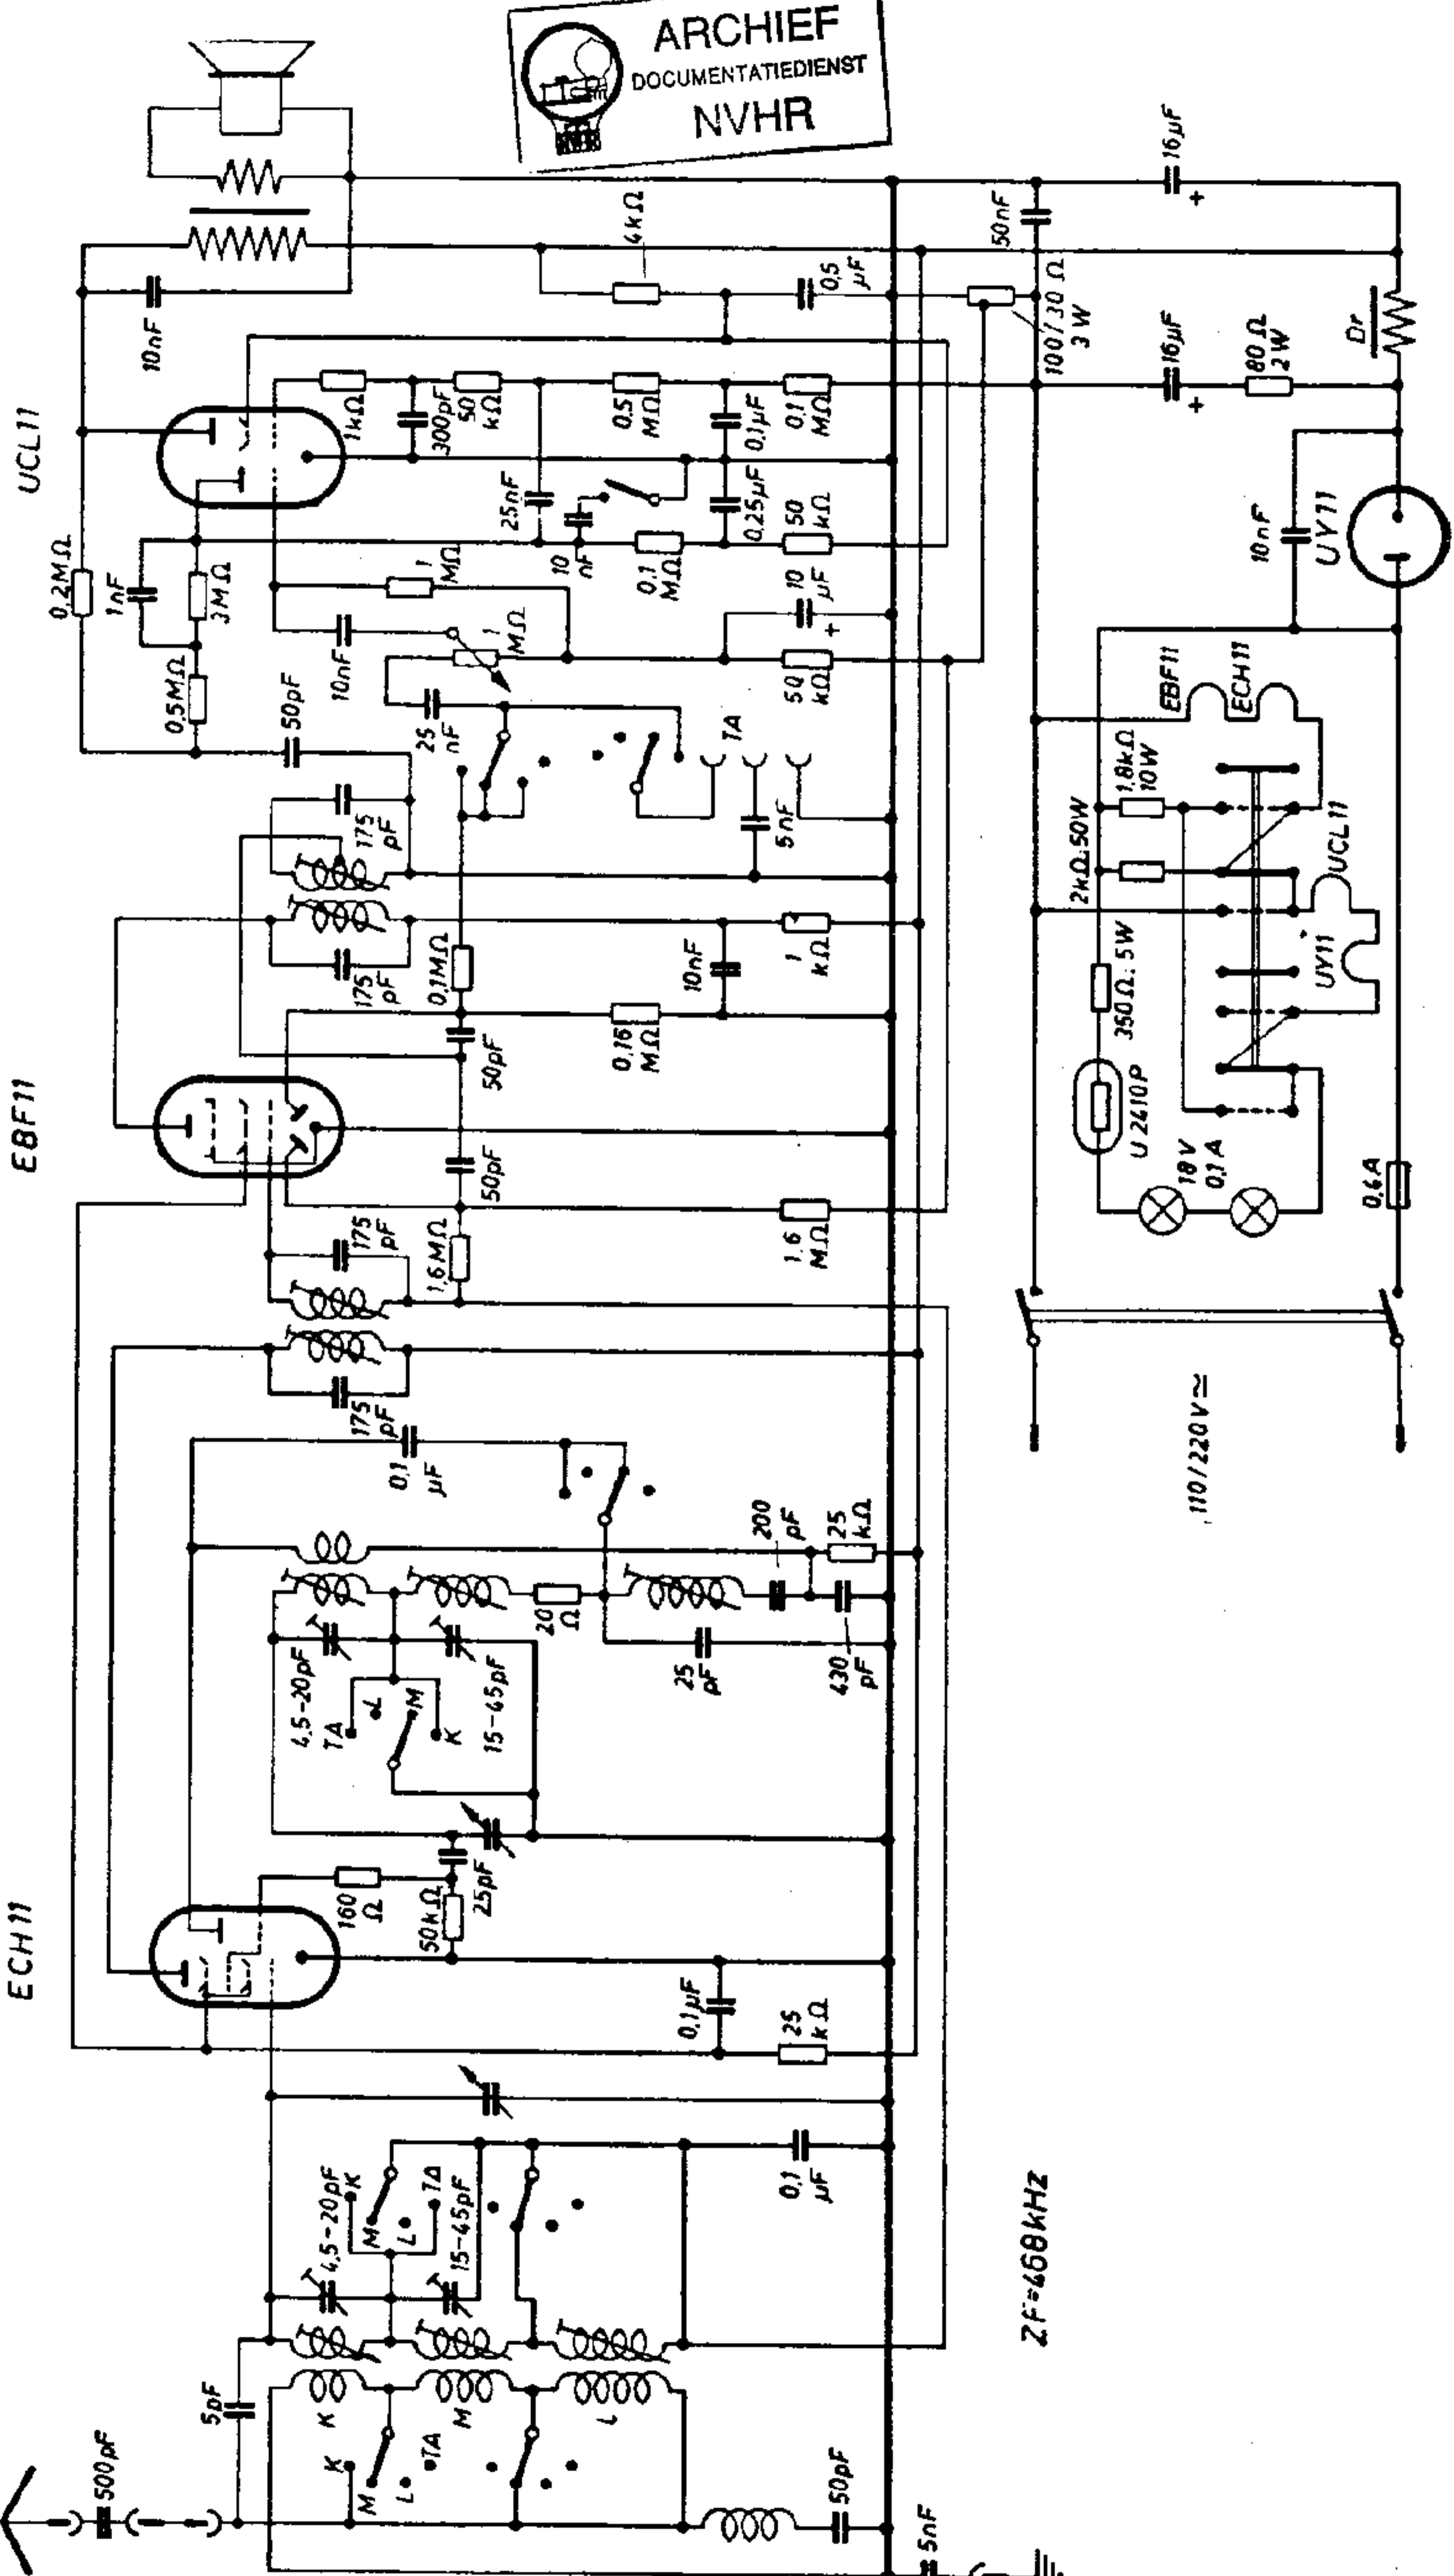 ARCHIEF
DOCUMENTATIEDIENST
NVHR
UCL11
EBF11
ECH11
10nF
0,2MΩ
1nF
3MΩ
0,5MΩ
50pF
10nF
1
MΩ
1
MΩ
25
nF
25nF
10
nF
0,1
MΩ
0,25µF
50
kΩ
10
µF
50
kΩ
1kΩ
300pF
50
kΩ
0,5
MΩ
0,1µF
0,1
MΩ
4kΩ
0,5
µF
50nF
100/30 Ω
3W
16µF
16µF
80Ω
2W
Dr
10nF
UY11
TA
5nF
175
pF
175
pF
0,1MΩ
50pF
0,16
MΩ
10nF
1
kΩ
50pF
1,6MΩ
1,6
MΩ
175
pF
175
pF
0,1
µF
200
pF
25
kΩ
20
Ω
25
pF
430
pF
4,5-20pF
TA
L
M
K
15-45pF
160
Ω
50kΩ
25pF
0,1µF
25
kΩ
4,5-20pF
K
M
L
TA
15-45pF
0,1
µF
5pF
500pF
K
M
L
K
M
L
TA
50pF
5nF
ZF=468kHz
EBF11
ECH11
1,8kΩ
10W
2kΩ;50W
350Ω;5W
U2410P
18V
0,1A
UCL11
UY11
0,4A
110/220V≂